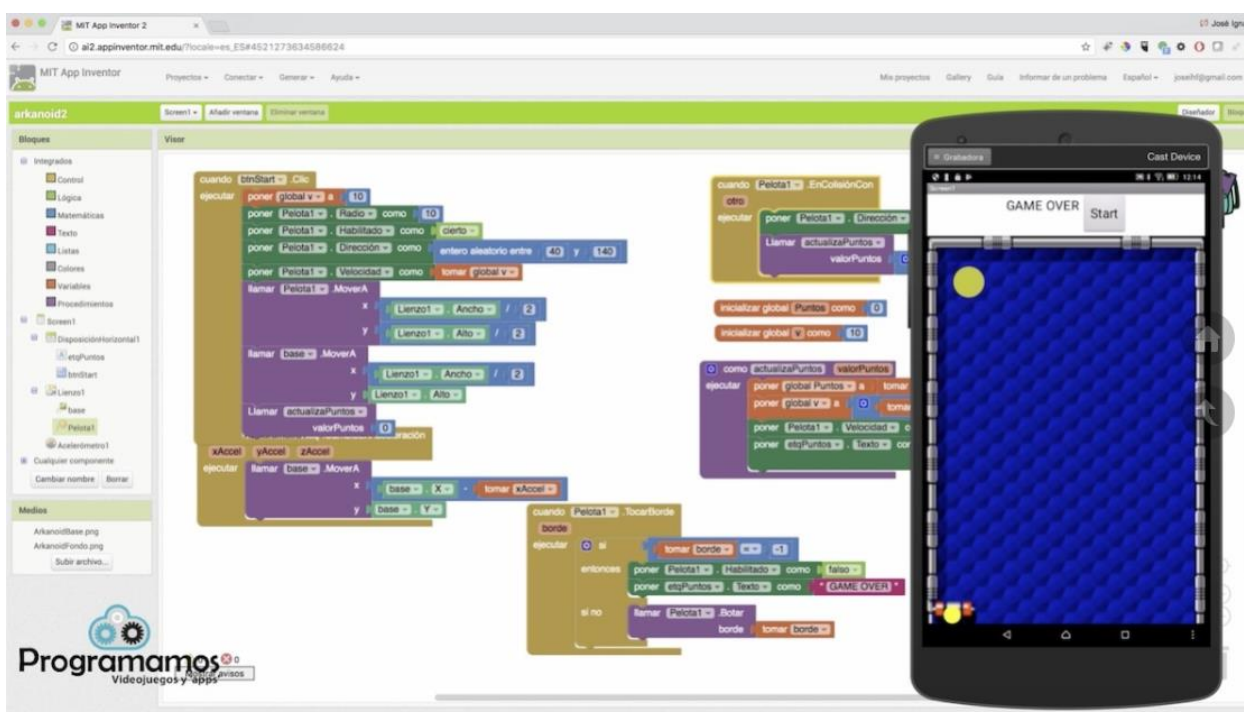 MIT App Inventor 2
José Igna
ai2.appinventor.mit.edu/?locale=es_ES#4521273634586624
MIT App Inventor
Proyectos Conectar Generar Ayuda
Mis proyectos Gallery Guía Informar de un problema Español joseihf@gmail.com
arkanoid2
Screen1 Añadir ventana Eliminar ventana
Diseñador
Bloques
Visor
Integrados
Control
Lógica
Matemáticas
Texto
Listas
Colores
Variables
Procedimientos
Screen1
DisposiciónHorizontal1
etqPuntos
btnStart
Lienzo1
base
Pelota1
Acelerómetro1
Cualquier componente
Cambiar nombre Borrar
Medios
ArkanoidBase.png
ArkanoidFondo.png
Subir archivo...
cuando btnStart .Clic
ejecutar poner global v a 10
poner Pelota1 . Radio como 10
poner Pelota1 . Habilitado como cierto
poner Pelota1 . Dirección como entero aleatorio entre 40 y 140
poner Pelota1 . Velocidad como tomar global v
llamar Pelota1 .MoverA
x Lienzo1 . Ancho / 2
y Lienzo1 . Alto / 2
llamar base .MoverA
x Lienzo1 . Ancho / 2
y Lienzo1 . Alto
Llamar actualizaPuntos
valorPuntos 0
xAccel yAccel zAccel
ejecutar llamar base .MoverA
x base . X - tomar xAccel
y base . Y
cuando Pelota1 .EnColisiónCon
otro
ejecutar poner Pelota1 . Dirección
Llamar actualizaPuntos
valorPuntos
inicializar global Puntos como 0
inicializar global v como 10
como actualizaPuntos valorPuntos
ejecutar poner global Puntos a tomar
poner global v a
poner Pelota1 . Velocidad
poner etqPuntos . Texto
cuando Pelota1 .TocarBorde
borde
ejecutar si tomar borde = -1
entonces poner Pelota1 . Habilitado como falso
poner etqPuntos . Texto como " GAME OVER "
si no llamar Pelota1 .Botar
borde tomar borde
Grabadora Cast Device
12:14
Screen1
GAME OVER Start
Programamos
Videojuegos y apps
0
Mostrar avisos